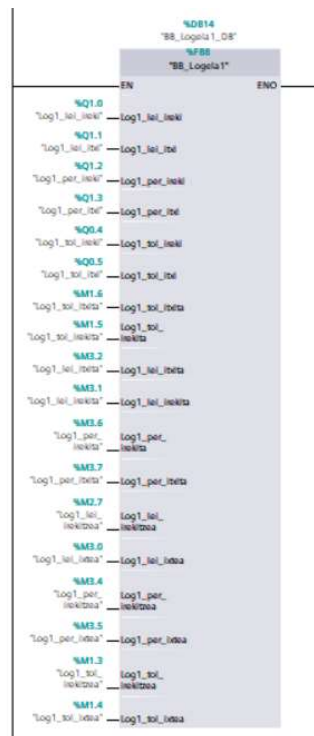 %DB14
"BB_Logela1_DB"
%FB8
"BB_Logela1"
EN ENO
%Q1.0
"Log1_lei_ireki" Log1_lei_ireki
%Q1.1
"Log1_lei_itxi" Log1_lei_itxi
%Q1.2
"Log1_per_ireki" Log1_per_ireki
%Q1.3
"Log1_per_itxi" Log1_per_itxi
%Q0.4
"Log1_tol_ireki" Log1_tol_ireki
%Q0.5
"Log1_tol_itxi" Log1_tol_itxi
%M1.6
"Log1_tol_itxita" Log1_tol_itxita
%M1.5 Log1_tol_
"Log1_tol_irekita" irekita
%M3.2
"Log1_lei_itxita" Log1_lei_itxita
%M3.1
"Log1_lei_irekita" Log1_lei_irekita
%M3.6
"Log1_per_ Log1_per_
irekita" irekita
%M3.7
"Log1_per_itxita" Log1_per_itxita
%M2.7
"Log1_lei_ Log1_lei_
irekitzea" irekitzea
%M3.0
"Log1_lei_ixtea" Log1_lei_ixtea
%M3.4
"Log1_per_ Log1_per_
irekitzea" irekitzea
%M3.5
"Log1_per_ixtea" Log1_per_ixtea
%M1.3
"Log1_tol_ Log1_tol_
irekitzea" irekitzea
%M1.4
"Log1_tol_ixtea" Log1_tol_ixtea